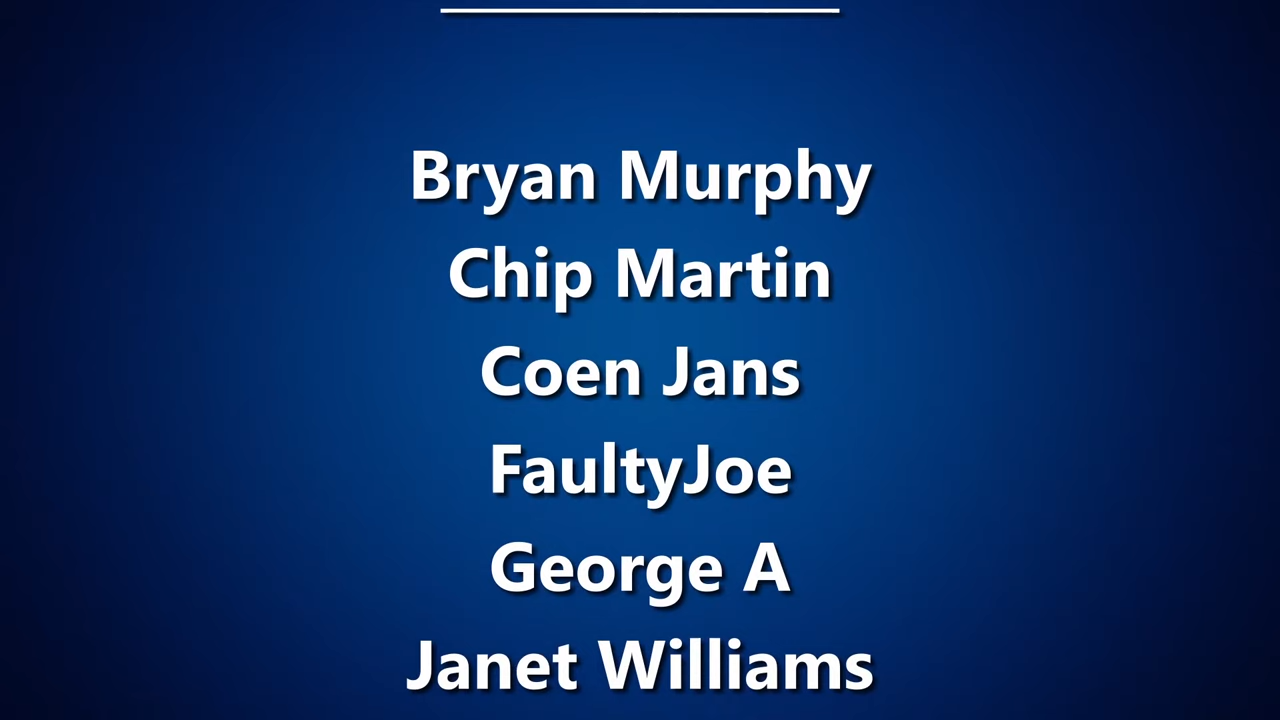 Bryan Murphy
Chip Martin
Coen Jans
FaultyJoe
George A
Janet Williams